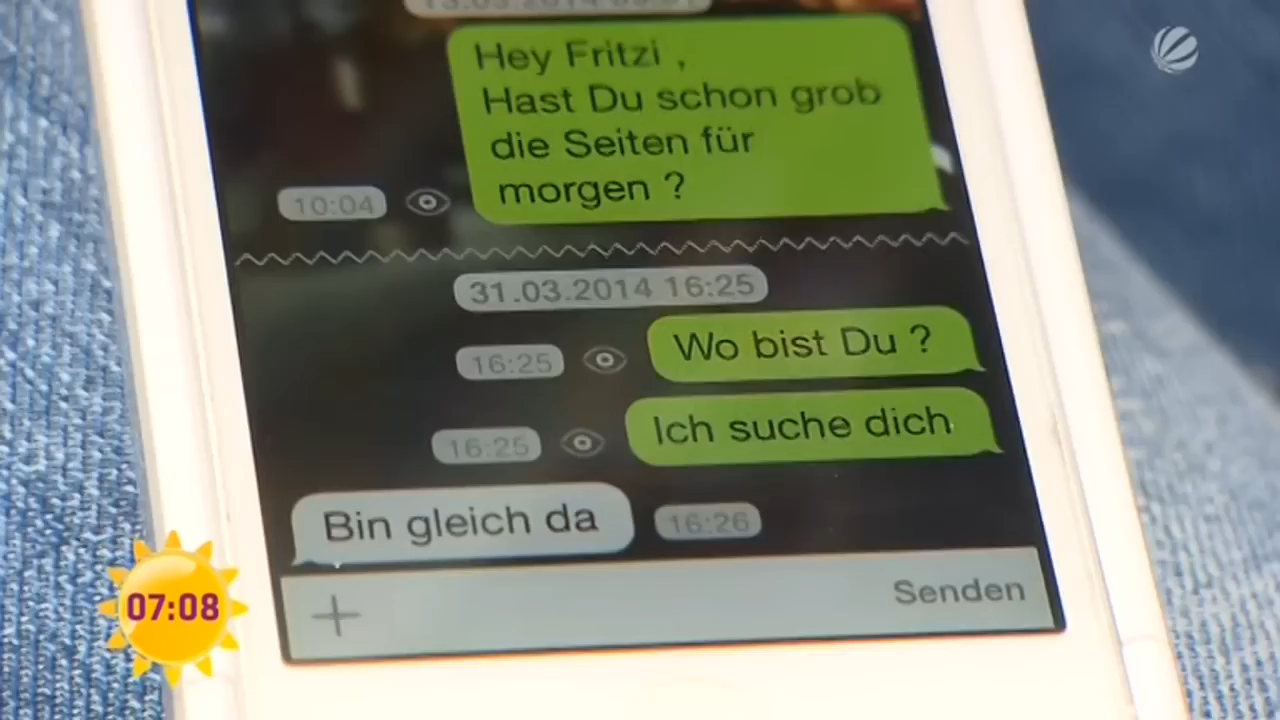 Hey Fritzi ,
Hast Du schon grob
die Seiten für
morgen ?
10:04
31.03.2014 16:25
Wo bist Du ?
16:25
Ich suche dich
16:25
Bin gleich da
16:26
Senden
07:08